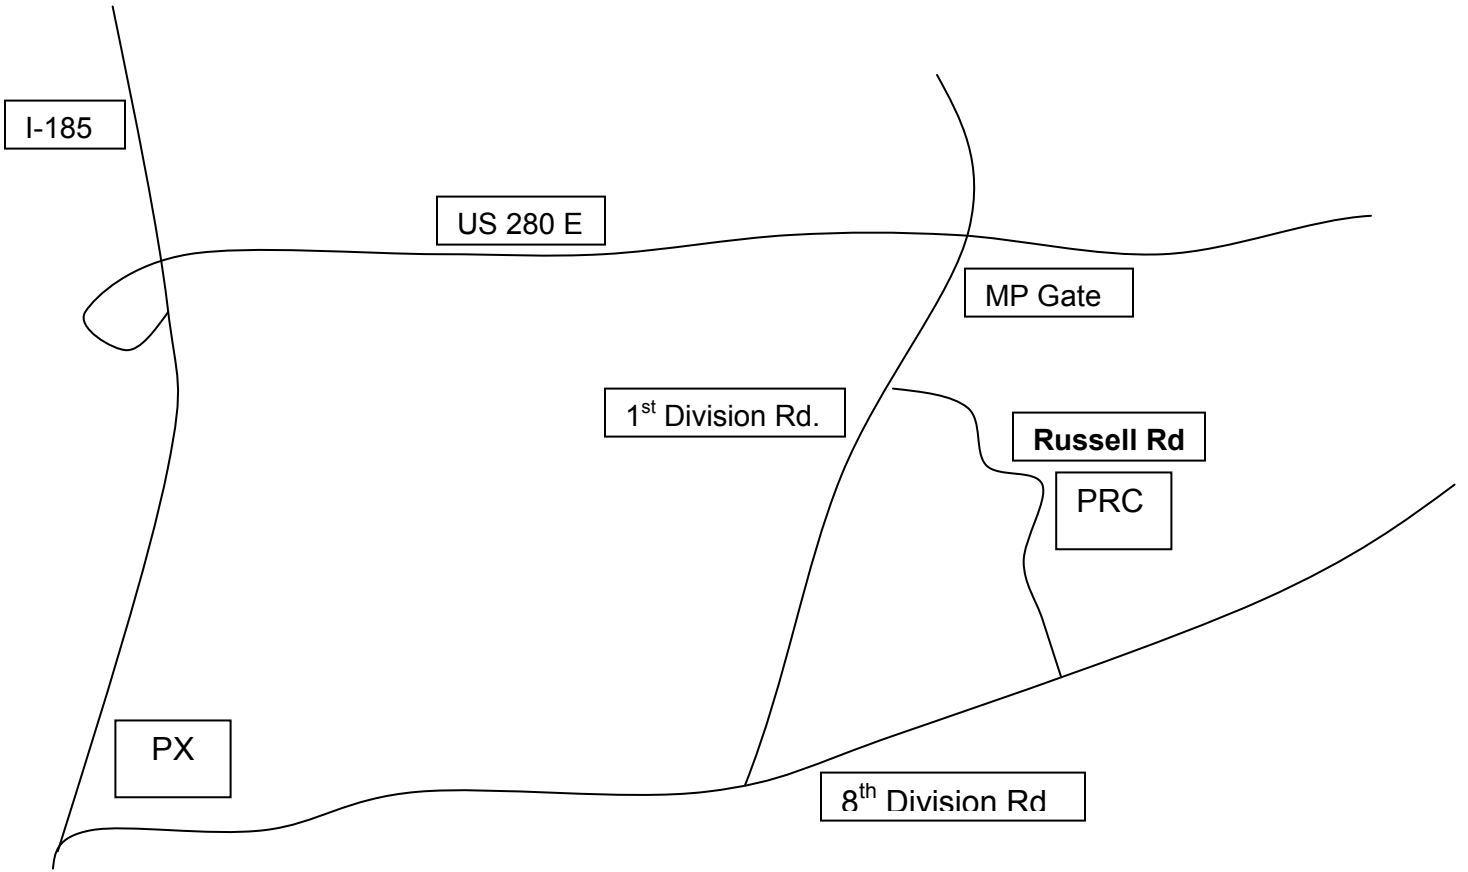 I-185
US 280 E
MP Gate
1st Division Rd.
Russell Rd
PRC
PX
8th Division Rd